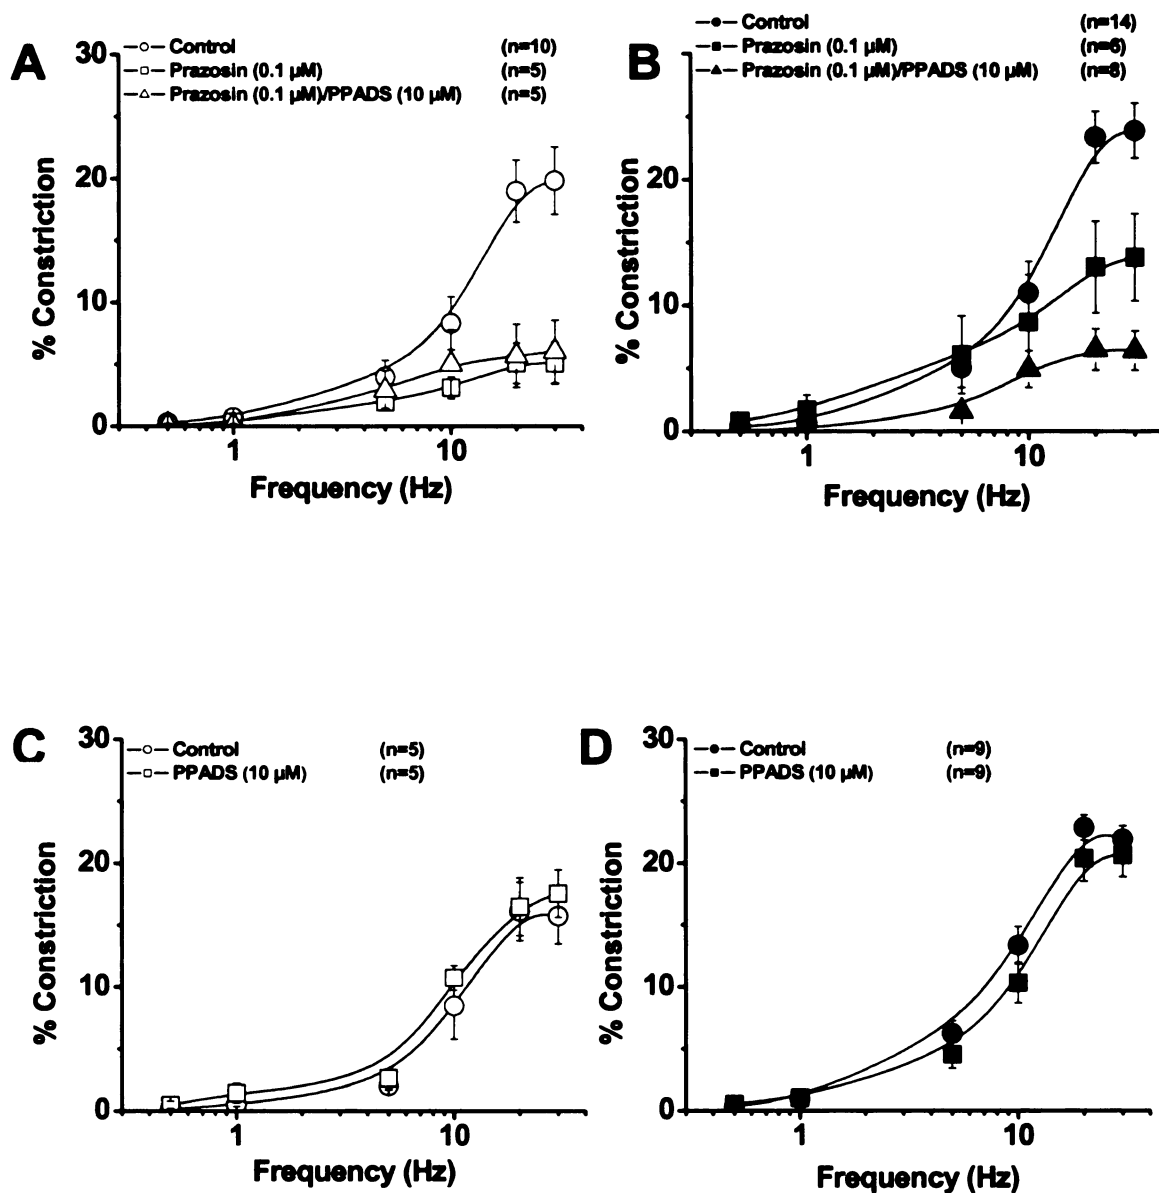 A
30
Control (n=10)
Prazosin (0.1 µM) (n=5)
Prazosin (0.1 µM)/PPADS (10 µM) (n=5)
20
10
0
% Constriction
1 10
Frequency (Hz)
B
Control (n=14)
Prazosin (0.1 µM) (n=6)
Prazosin (0.1 µM)/PPADS (10 µM) (n=8)
20
10
0
% Constriction
1 10
Frequency (Hz)
C
30
Control (n=5)
PPADS (10 µM) (n=5)
20
10
0
% Constriction
1 10
Frequency (Hz)
D
30
Control (n=9)
PPADS (10 µM) (n=9)
20
10
0
% Constriction
1 10
Frequency (Hz)